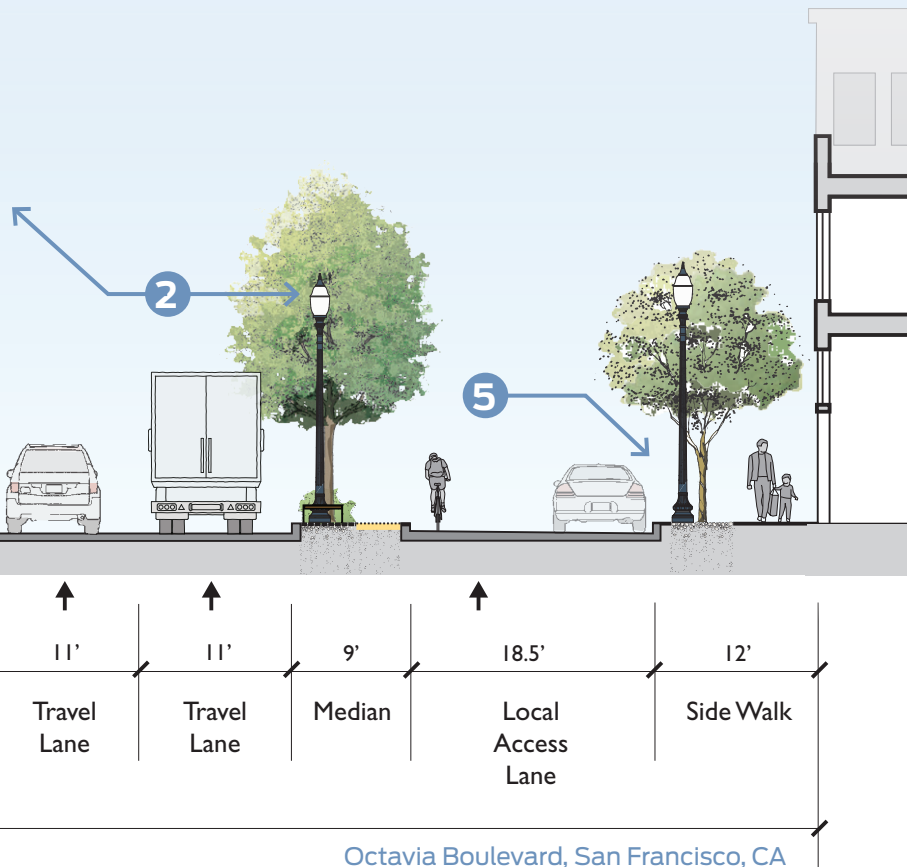 2
5
11’ 11’ 9’ 18.5’ 12’
Travel Lane
Travel Lane
Median
Local Access Lane
Side Walk
Octavia Boulevard, San Francisco, CA